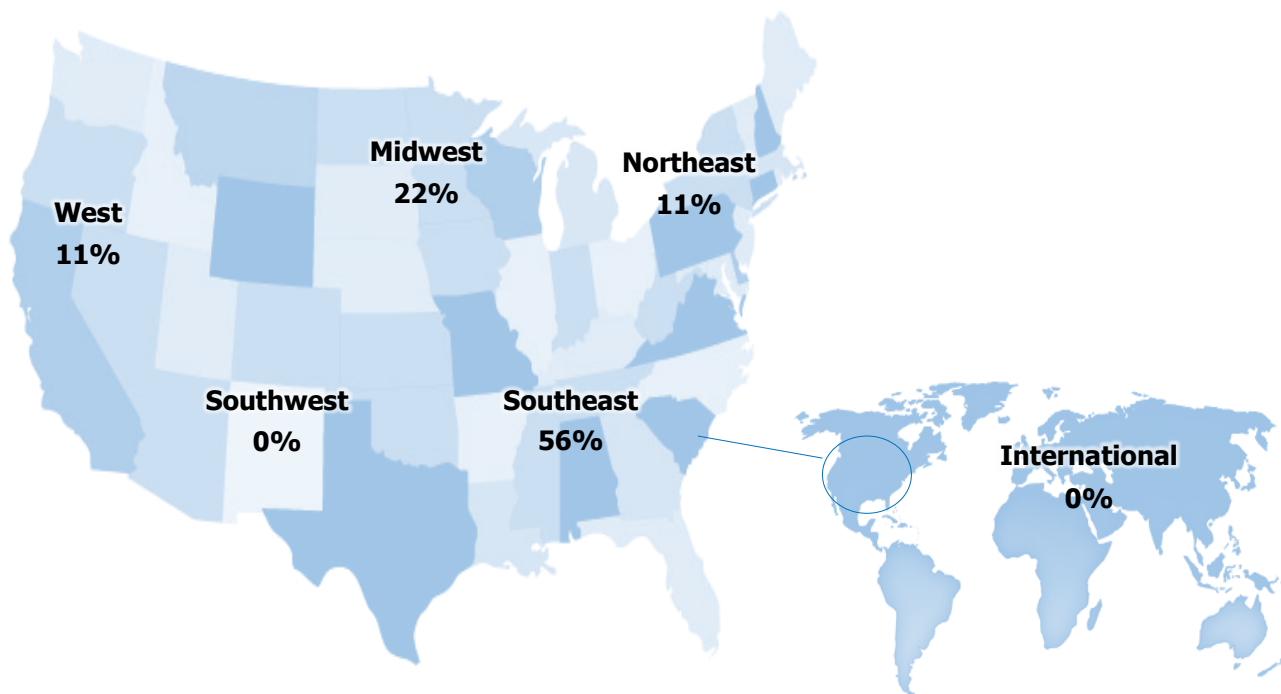 Midwest
22%
Northeast
11%
West
11%
Southwest
0%
Southeast
56%
International
0%